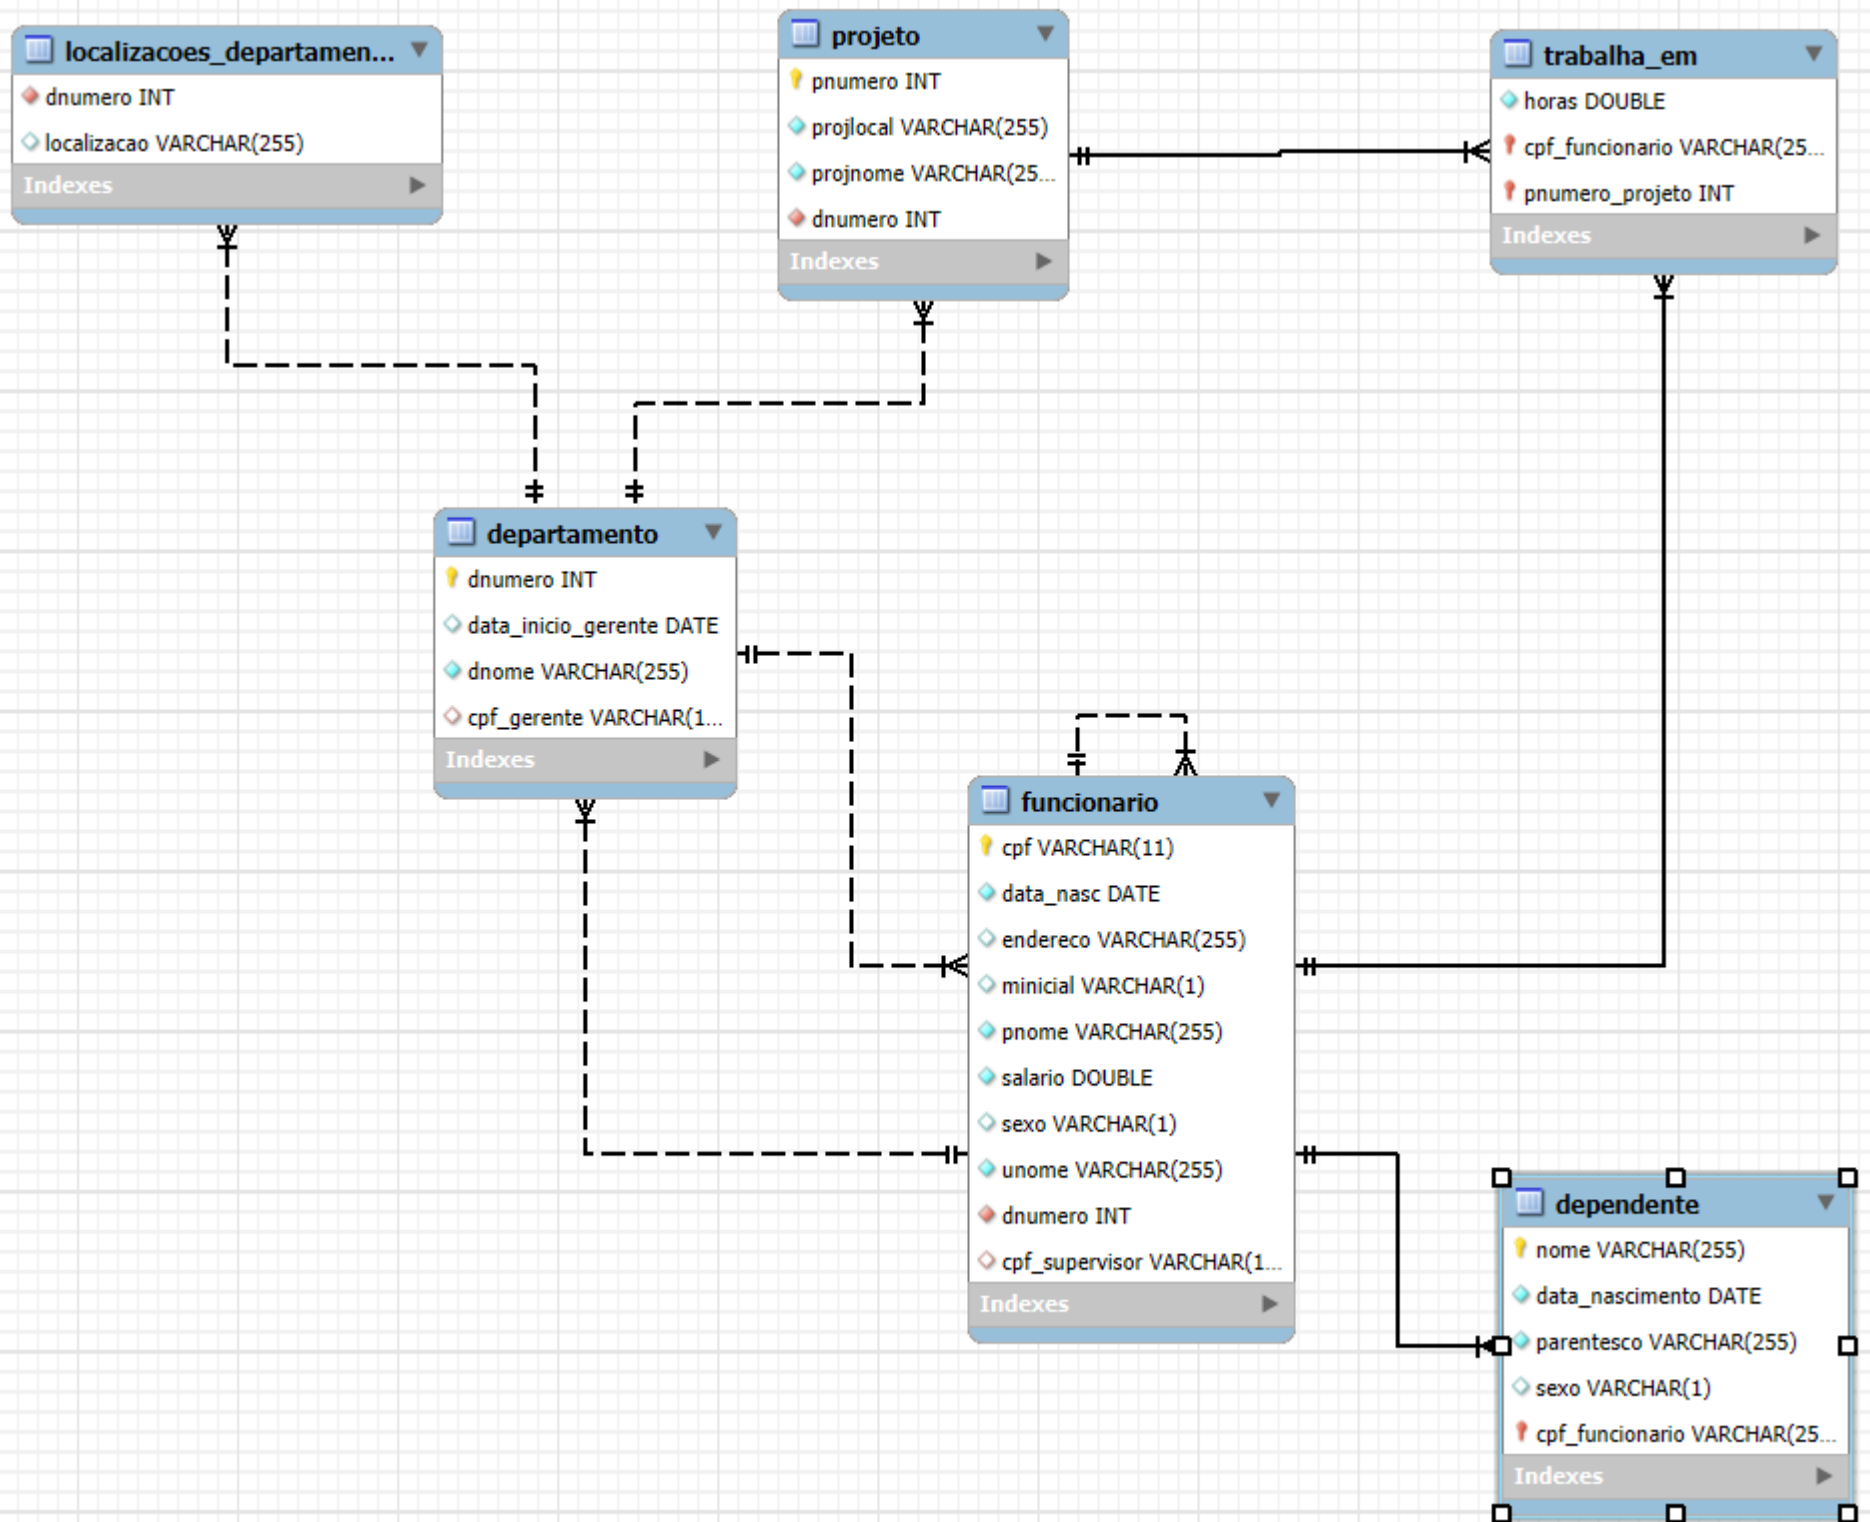 localizacoes_departamen...
dnumero INT
localizacao VARCHAR(255)
Indexes
projeto
pnumero INT
projlocal VARCHAR(255)
projnome VARCHAR(25...
dnumero INT
Indexes
trabalha_em
horas DOUBLE
cpf_funcionario VARCHAR(25...
pnumero_projeto INT
Indexes
departamento
dnumero INT
data_inicio_gerente DATE
dnome VARCHAR(255)
cpf_gerente VARCHAR(1...
Indexes
funcionario
cpf VARCHAR(11)
data_nasc DATE
endereco VARCHAR(255)
minicial VARCHAR(1)
pnome VARCHAR(255)
salario DOUBLE
sexo VARCHAR(1)
unome VARCHAR(255)
dnumero INT
cpf_supervisor VARCHAR(1...
Indexes
dependente
nome VARCHAR(255)
data_nascimento DATE
parentesco VARCHAR(255)
sexo VARCHAR(1)
cpf_funcionario VARCHAR(25...
Indexes